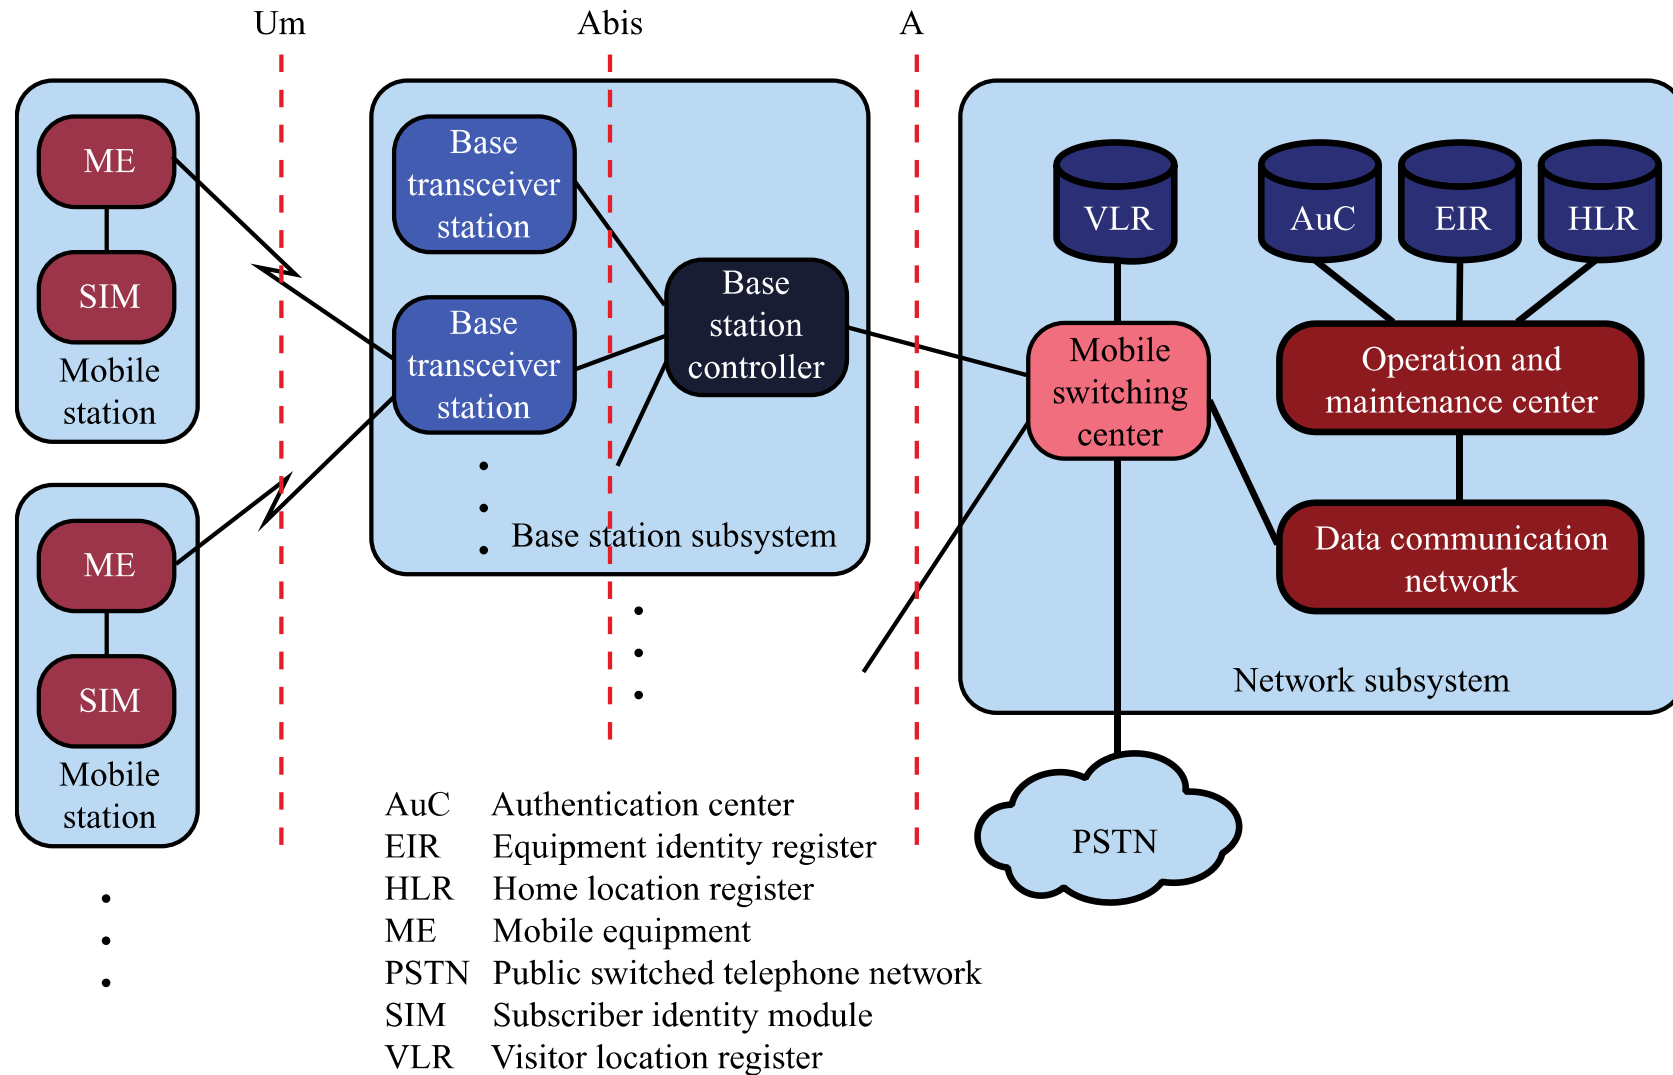 Um
Abis
A
ME
SIM
Mobile
station
ME
SIM
Mobile
station
Base
transceiver
station
Base
transceiver
station
Base
station
controller
Base station subsystem
VLR
AuC
EIR
HLR
Mobile
switching
center
Operation and
maintenance center
Data communication
network
Network subsystem
PSTN
AuC Authentication center
EIR Equipment identity register
HLR Home location register
ME Mobile equipment
PSTN Public switched telephone network
SIM Subscriber identity module
VLR Visitor location register